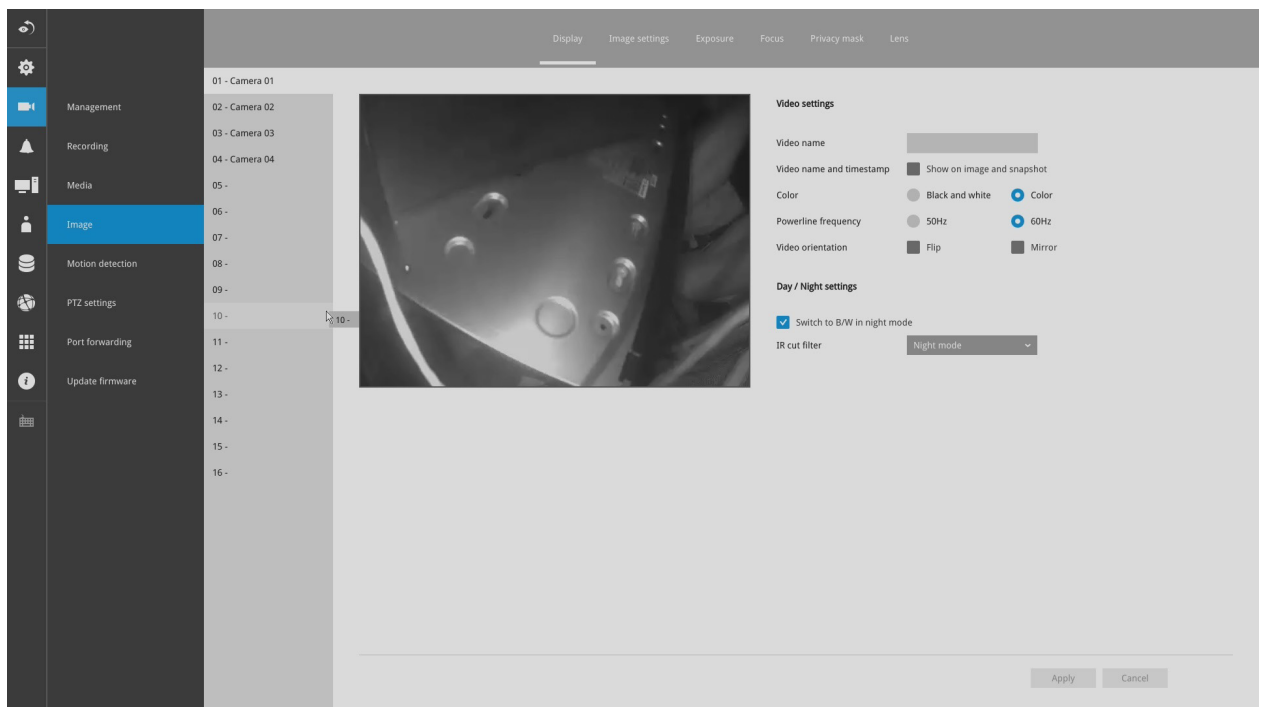 Display Image settings Exposure Focus Privacy mask Lens
Management
Recording
Media
Image
Motion detection
PTZ settings
Port forwarding
Update firmware
01 - Camera 01
02 - Camera 02
03 - Camera 03
04 - Camera 04
05 -
06 -
07 -
08 -
09 -
10 -
10 -
11 -
12 -
13 -
14 -
15 -
16 -
Video settings
Video name
Video name and timestamp Show on image and snapshot
Color Black and white Color
Powerline frequency 50Hz 60Hz
Video orientation Flip Mirror
Day / Night settings
Switch to B/W in night mode
IR cut filter Night mode
Apply Cancel